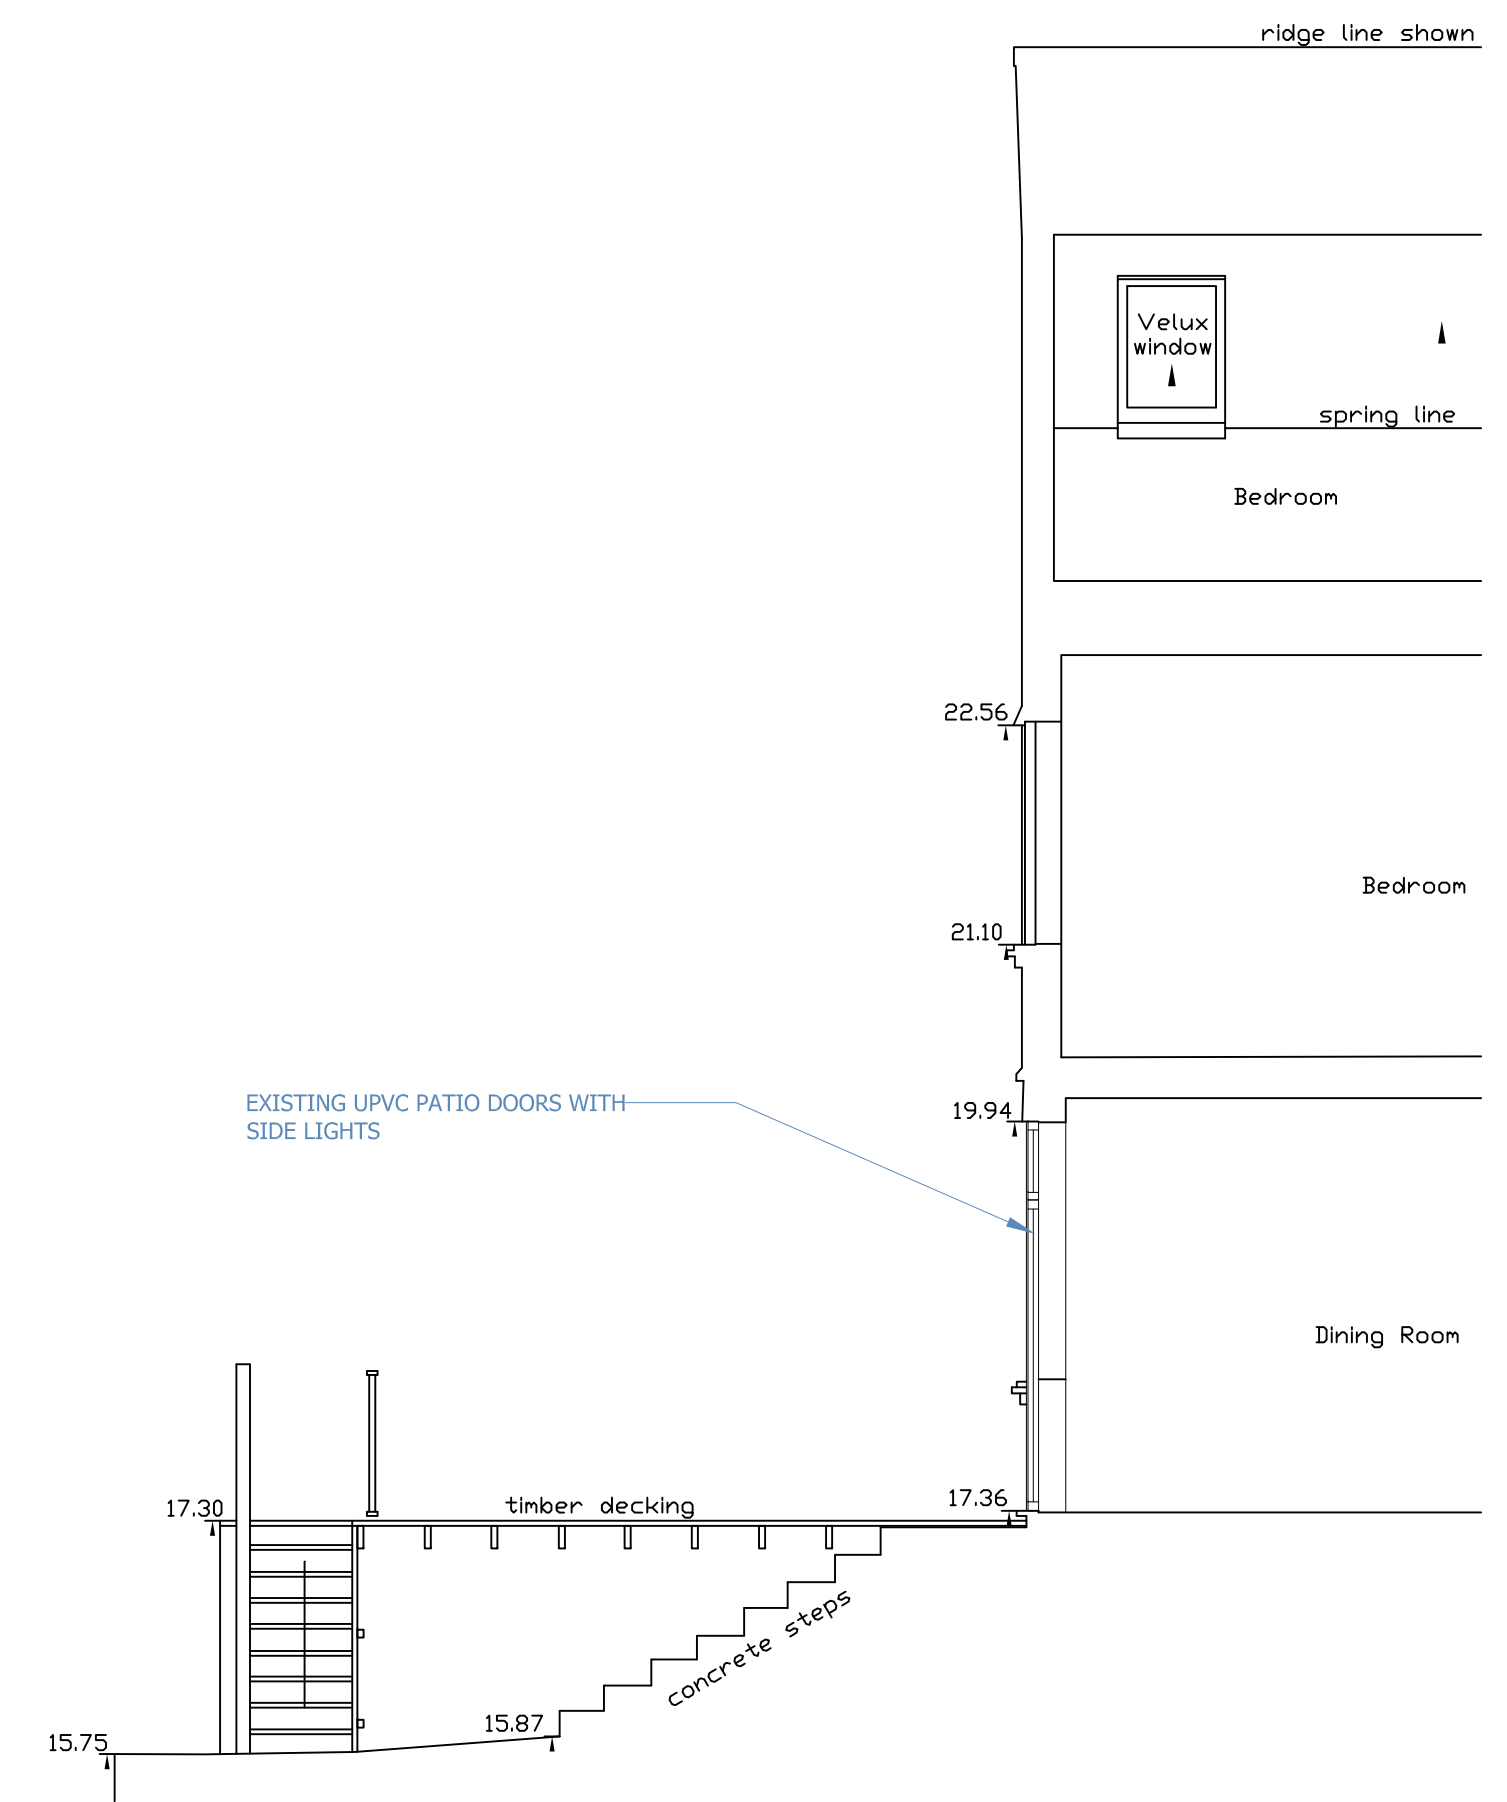 ridge line shown
Velux
window
spring line
Bedroom
22.56
Bedroom
21.10
EXISTING UPVC PATIO DOORS WITH
SIDE LIGHTS
19.94
Dining Room
17.36
17.30
timber decking
concrete steps
15.87
15.75